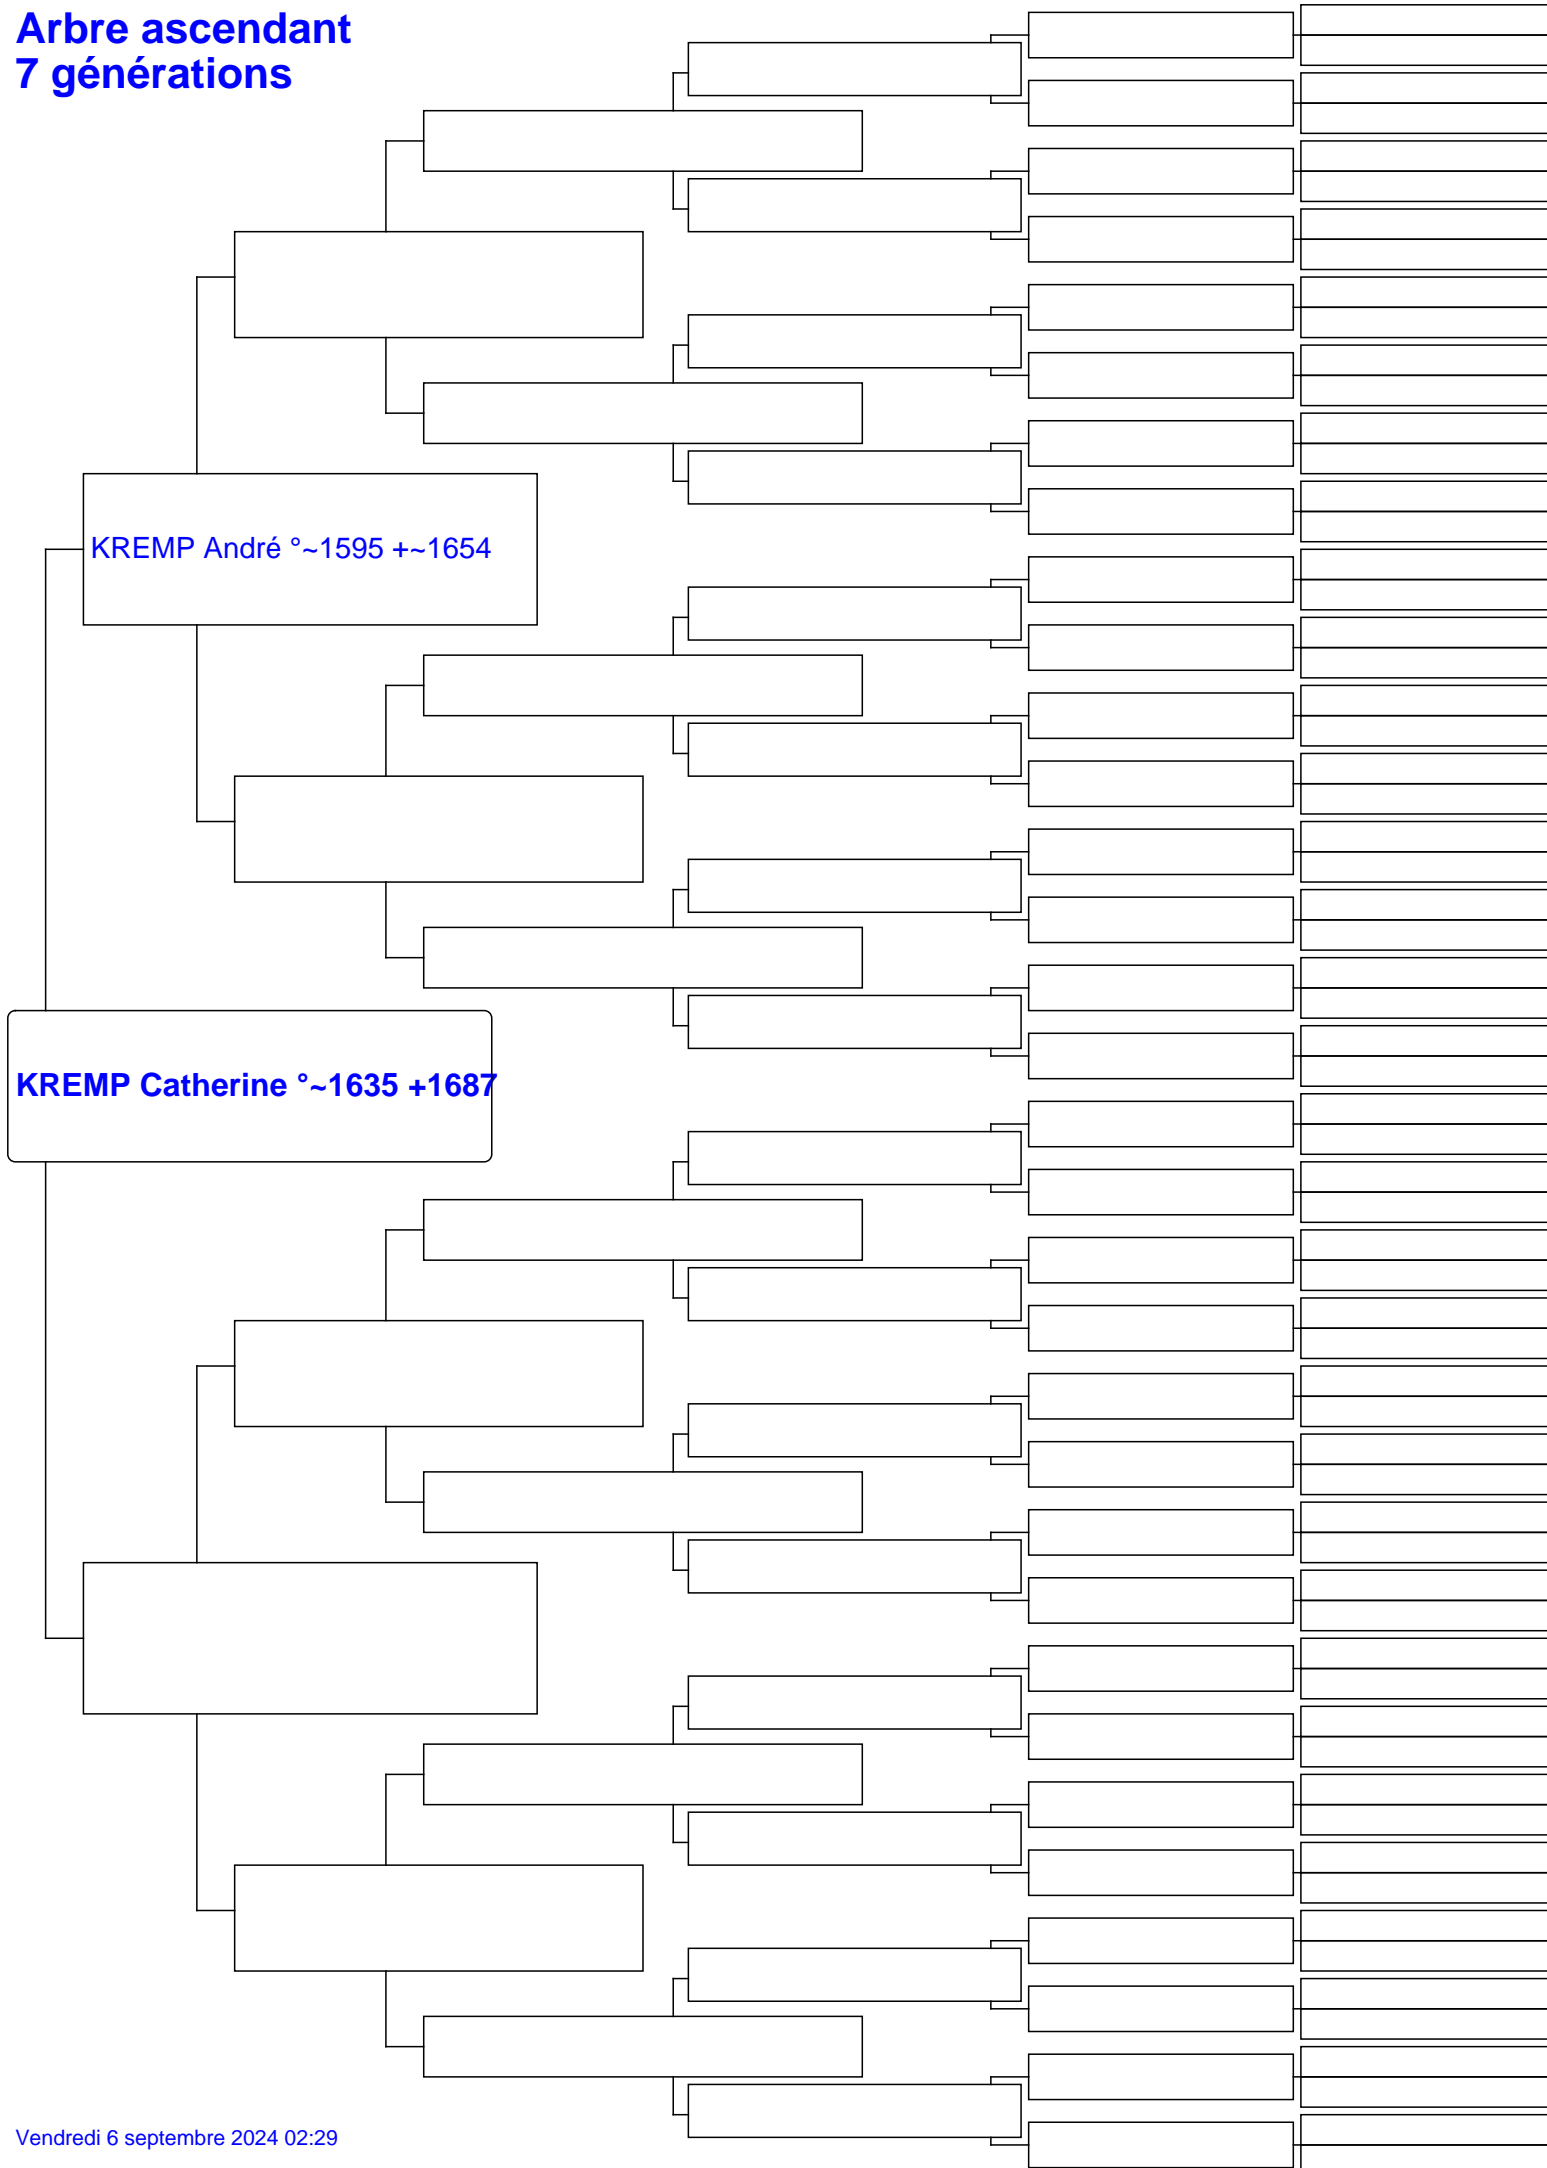 Arbre ascendant
7 générations
KREMP André °~1595 +~1654
KREMP Catherine °~1635 +1687
Vendredi 6 septembre 2024 02:29